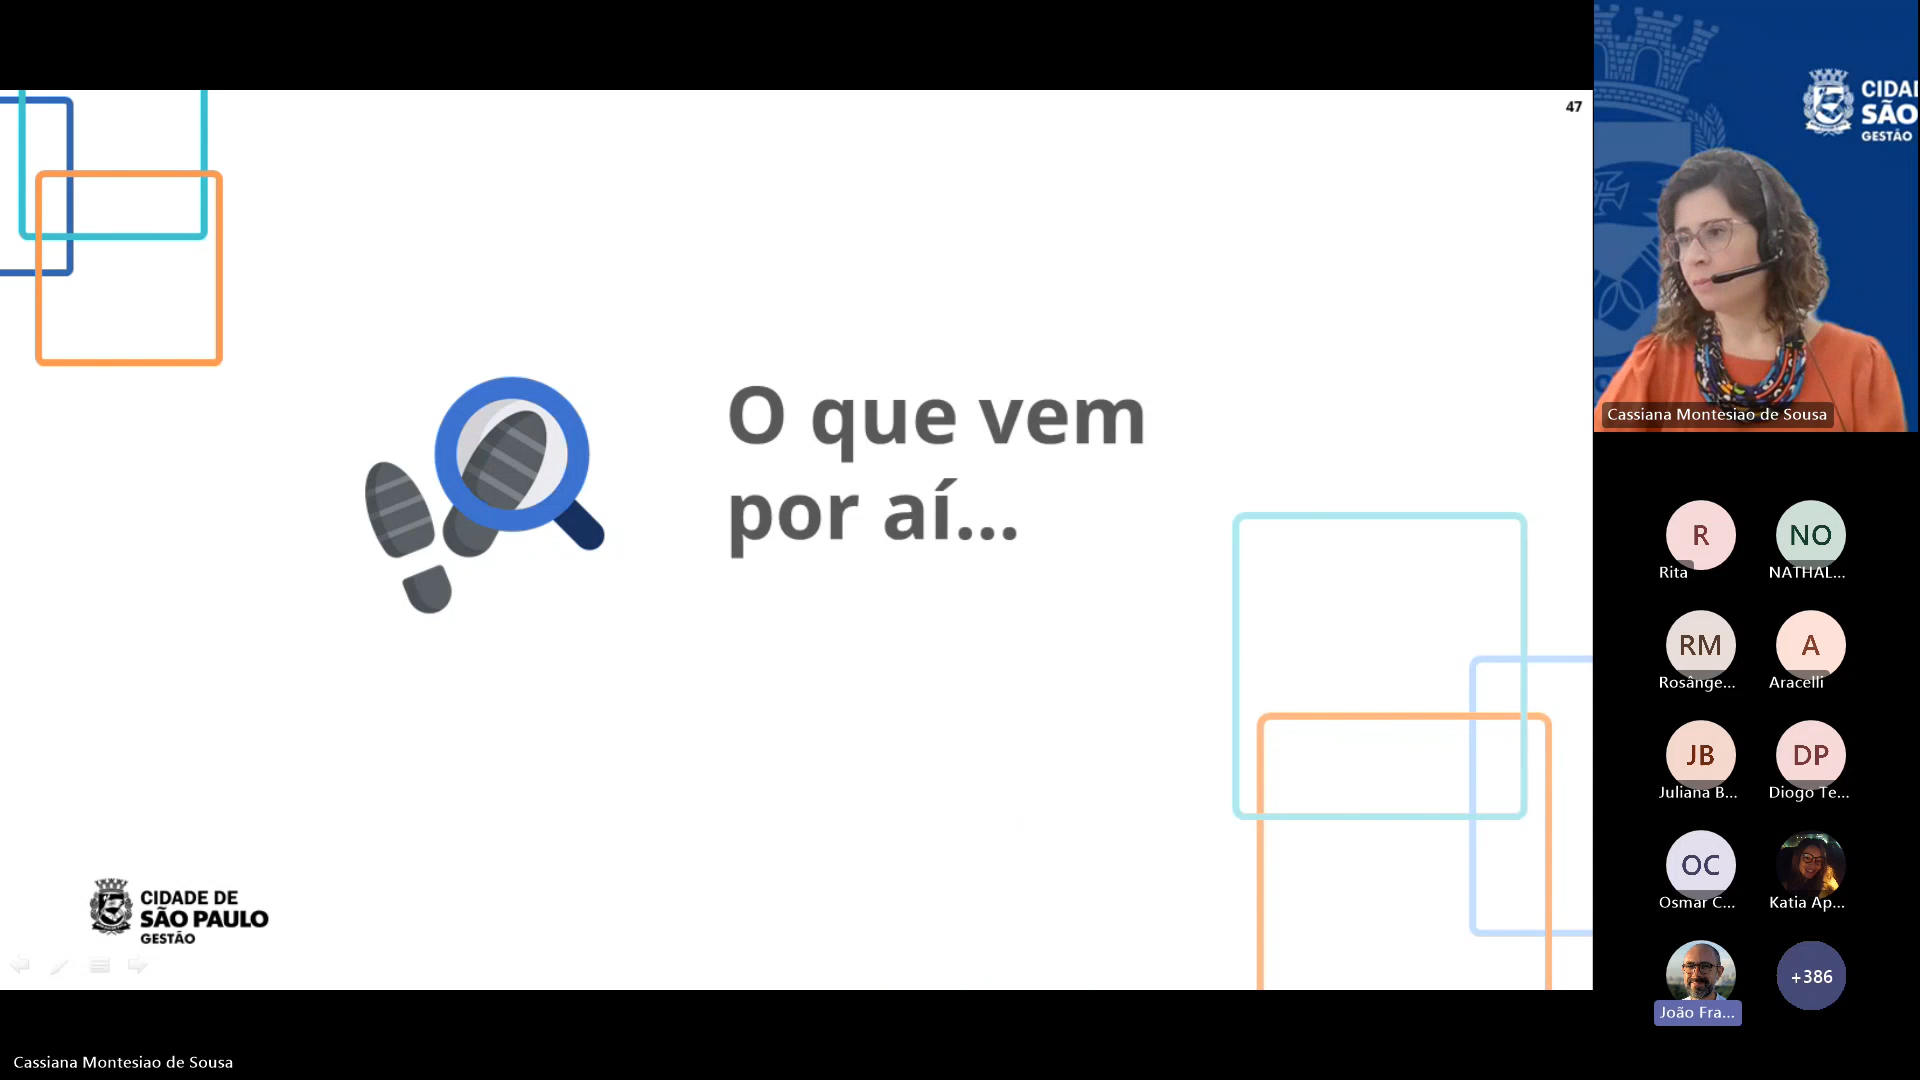 47
O que vem
por aí...
CIDADE DE
SÃO PAULO
GESTÃO
CIDAI
SÃO
GESTÃO
Cassiana Montesiao de Sousa
R
Rita
NO
NATHAL...
RM
Rosânge...
A
Aracelli
JB
Juliana B...
DP
Diogo Te...
OC
Osmar C...
Katia Ap...
João Fra...
+386
Cassiana Montesiao de Sousa